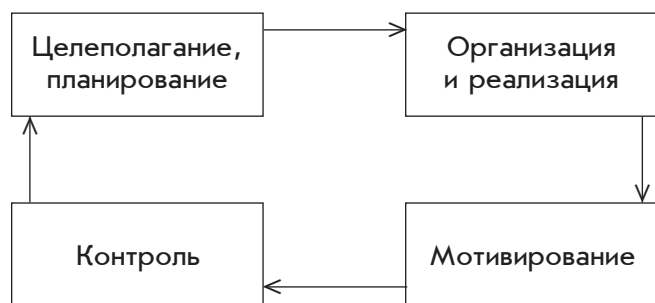 Целеполагание,
планирование
Организация
и реализация
Контроль
Мотивирование